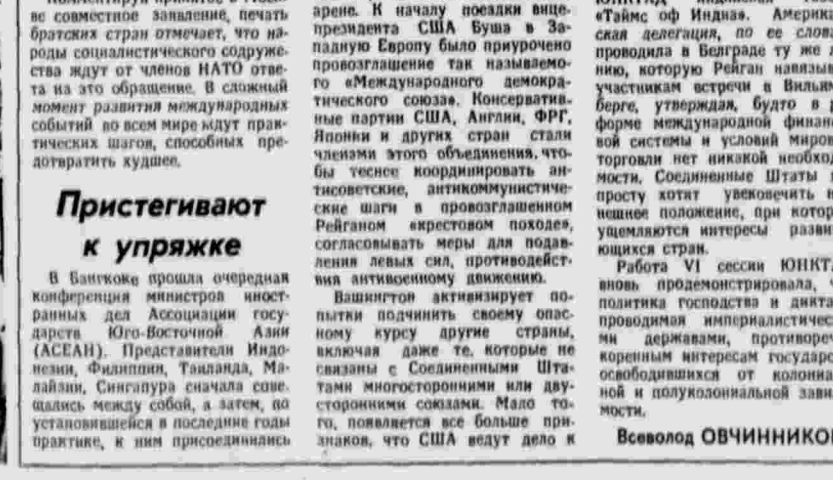 ве совместное заявление, печать
братских стран отмечает, что на-
роды социалистического содруже-
ства ждут от членов НАТО отве-
та на это обращение. В сложный
момент развития международных
событий во всем мире ждут прак-
тических шагов, способных пре-
дотвратить худшее.
Пристегивают
к упряжке
В Бангкоке прошла очередная
конференция министров иност-
ранных дел Ассоциации госу-
дарств Юго-Восточной Азии
(АСЕАН). Представители Индо-
незии, Филиппин, Таиланда, Ма-
лайзии, Сингапура сначала сове-
щались между собой, а затем, по
установившейся в последние годы
практике, к ним присоединились
арене. К началу поездки вице-
президента США Буша в За-
падную Европу было приурочено
провозглашение так называемо-
го «Международного демокра-
тического союза». Консерватив-
ные партии США, Англии, ФРГ,
Японии и других стран стали
членами этого объединения, что-
бы теснее координировать ан-
тисоветские, антикоммунистиче-
ские шаги в провозглашенном
Рейганом «крестовом походе»,
согласовывать меры для подав-
ления левых сил, противодейст-
вия антивоенному движению.
Вашингтон активизирует по-
пытки подчинить своему опас-
ному курсу другие страны,
включая даже те, которые не
связаны с Соединенными Шта-
тами многосторонними или дву-
сторонними союзами. Мало то-
го, появляется все больше при-
знаков, что США ведут дело к
«Таймс оф Индиа». Америка
ская делегация, по ее слова
проводила в Белграде ту же л
нию, которую Рейган навязыв
участникам встречи в Вильям
берге, утверждая, будто в р
форме международной финанс
вой системы и условий миров
торговли нет никакой необход
мости. Соединенные Штаты п
просту хотят увековечить н
нешнее положение, при котор
ущемляются интересы развив
ющихся стран.
Работа VI сессии ЮНКТА
вновь продемонстрировала,
политика господства и дикта
проводимая империалистическ
ми державами, противореч
коренным интересам государс
освободившихся от колониа
ной и полуколониальной зави
мости.
Всеволод ОВЧИННИКО